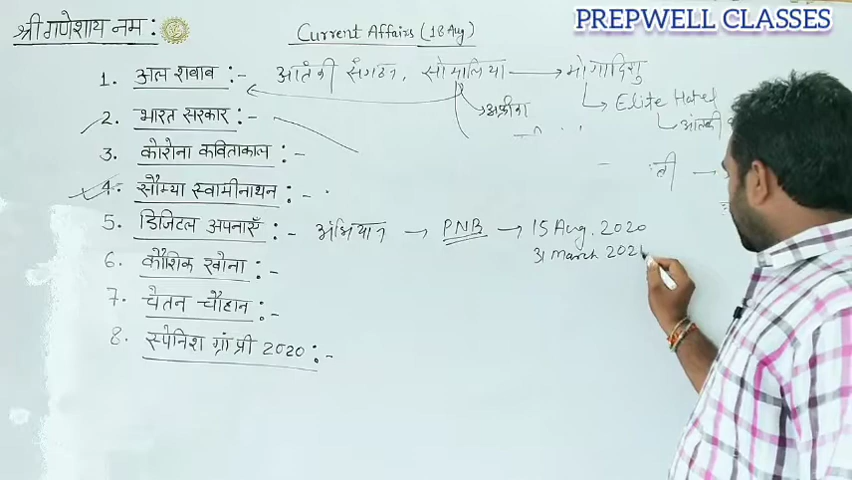 PREPWELL CLASSES
श्री गणेशाय नमः
Current Affairs (18 Aug)
1. अल शबाब :- आतंकी संगठन, सोमालिया → मोगादिशु
→ अफ्रीका
→ Elite Hotel
→ आंतकी
2. भारत सरकार :-
3. कोरोना कविताकाल :-
4. सौम्या स्वामीनाथन :-
5. डिजिटल अपनाएँ :- अभियान → PNB → 15 Aug. 2020
31 March 2021
6. कौशिक खोना :-
7. चेतन चौहान :-
8. स्पेनिश ग्रां प्री 2020 :-